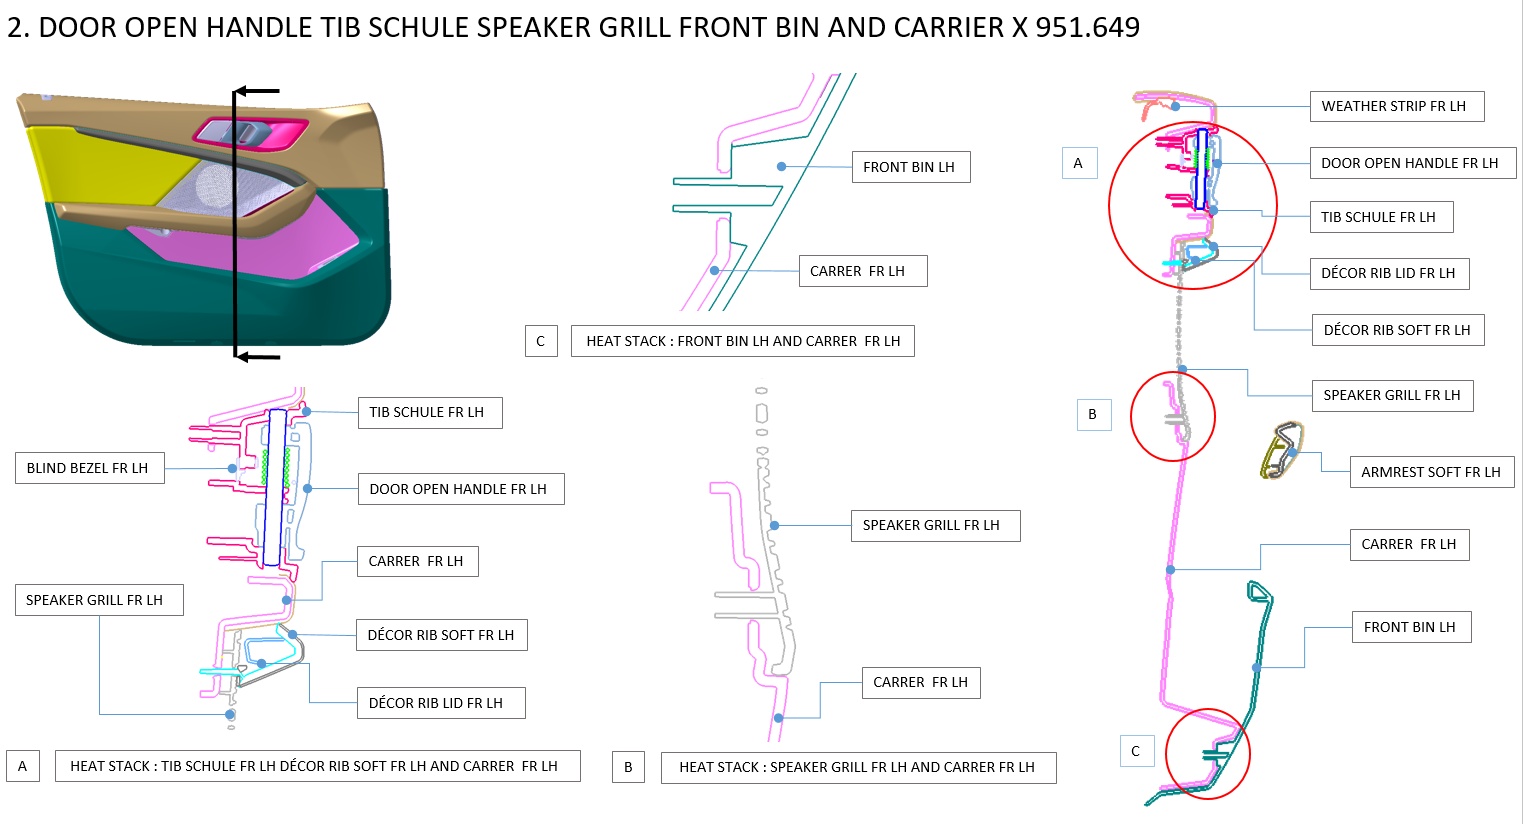 2. DOOR OPEN HANDLE TIB SCHULE SPEAKER GRILL FRONT BIN AND CARRIER X 951.649
FRONT BIN LH
CARRER FR LH
C
HEAT STACK : FRONT BIN LH AND CARRER FR LH
TIB SCHULE FR LH
BLIND BEZEL FR LH
DOOR OPEN HANDLE FR LH
CARRER FR LH
SPEAKER GRILL FR LH
DÉCOR RIB SOFT FR LH
DÉCOR RIB LID FR LH
A
HEAT STACK : TIB SCHULE FR LH DÉCOR RIB SOFT FR LH AND CARRER FR LH
SPEAKER GRILL FR LH
CARRER FR LH
B
HEAT STACK : SPEAKER GRILL FR LH AND CARRER FR LH
WEATHER STRIP FR LH
A
DOOR OPEN HANDLE FR LH
TIB SCHULE FR LH
DÉCOR RIB LID FR LH
DÉCOR RIB SOFT FR LH
SPEAKER GRILL FR LH
B
ARMREST SOFT FR LH
CARRER FR LH
FRONT BIN LH
C